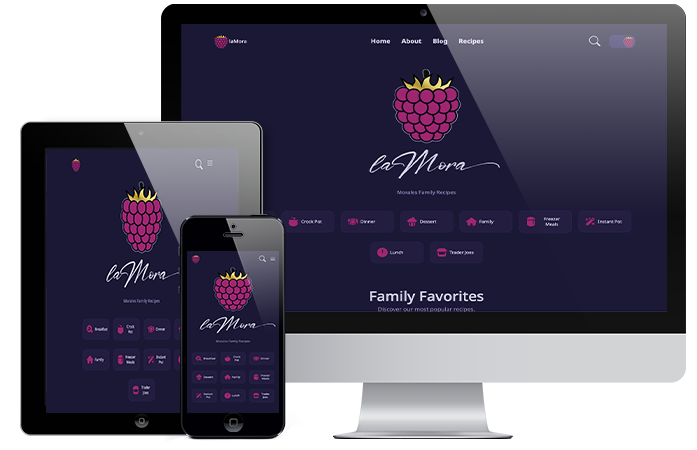 laMora
Home About Blog Recipes
laMora
Morales Family Recipes
Crock Pot Dinner Dessert Family Freezer Meals Instant Pot
Lunch Trader Joes
Family Favorites
Discover our most popular recipes.
laMora
Morales Family Recipes
Breakfast Crock Pot Dinner
Family Freezer Meals Instant Pot
Trader Joes
laMora
Morales Family Recipes
Breakfast Crock Pot Dinner
Dessert Family Freezer Meals
Instant Pot Lunch Trader Joes